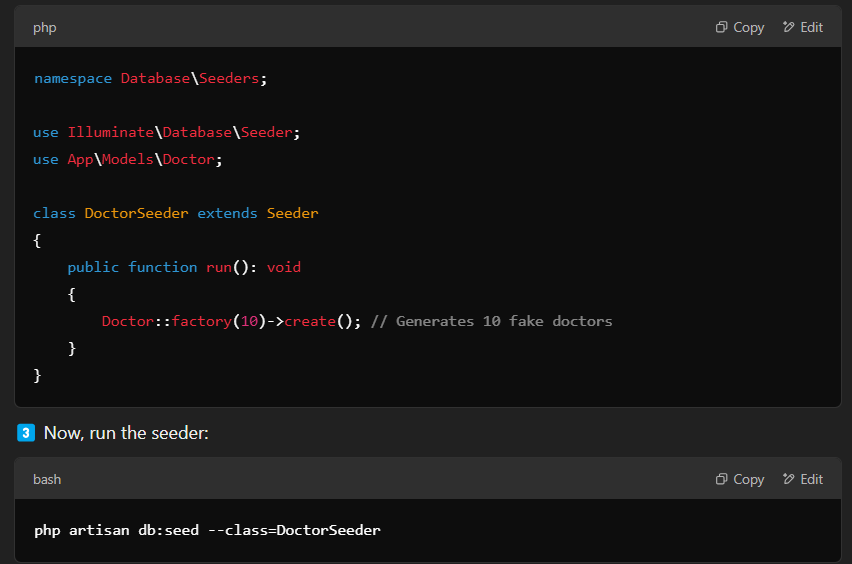 php
Copy
Edit
namespace Database\Seeders;
use Illuminate\Database\Seeder;
use App\Models\Doctor;
class DoctorSeeder extends Seeder
{
    public function run(): void
    {
        Doctor::factory(10)->create(); // Generates 10 fake doctors
    }
}
3 Now, run the seeder:
bash
Copy
Edit
php artisan db:seed --class=DoctorSeeder